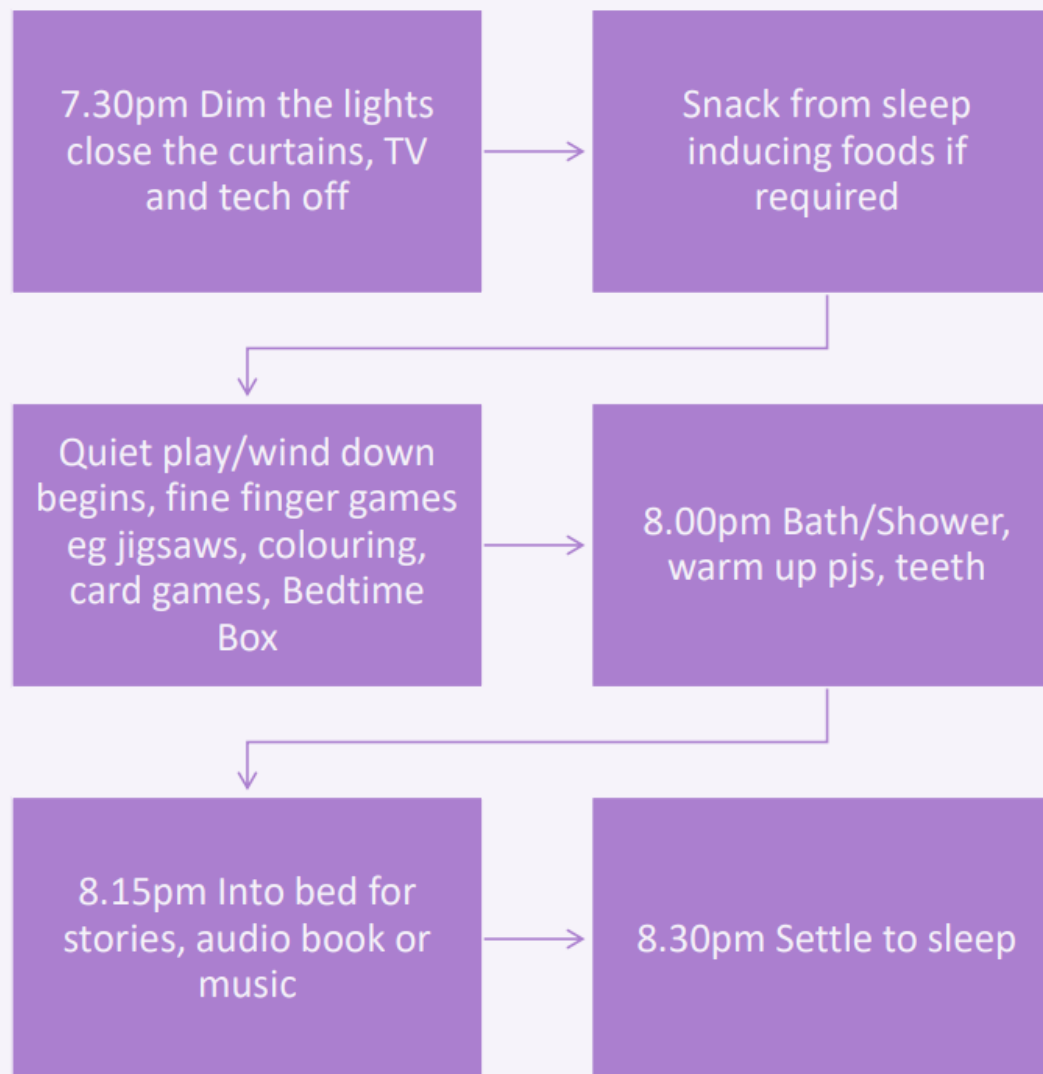 7.30pm Dim the lights
close the curtains, TV
and tech off
Snack from sleep
inducing foods if
required
Quiet play/wind down
begins, fine finger games
eg jigsaws, colouring,
card games, Bedtime
Box
8.00pm Bath/Shower,
warm up pjs, teeth
8.15pm Into bed for
stories, audio book or
music
8.30pm Settle to sleep